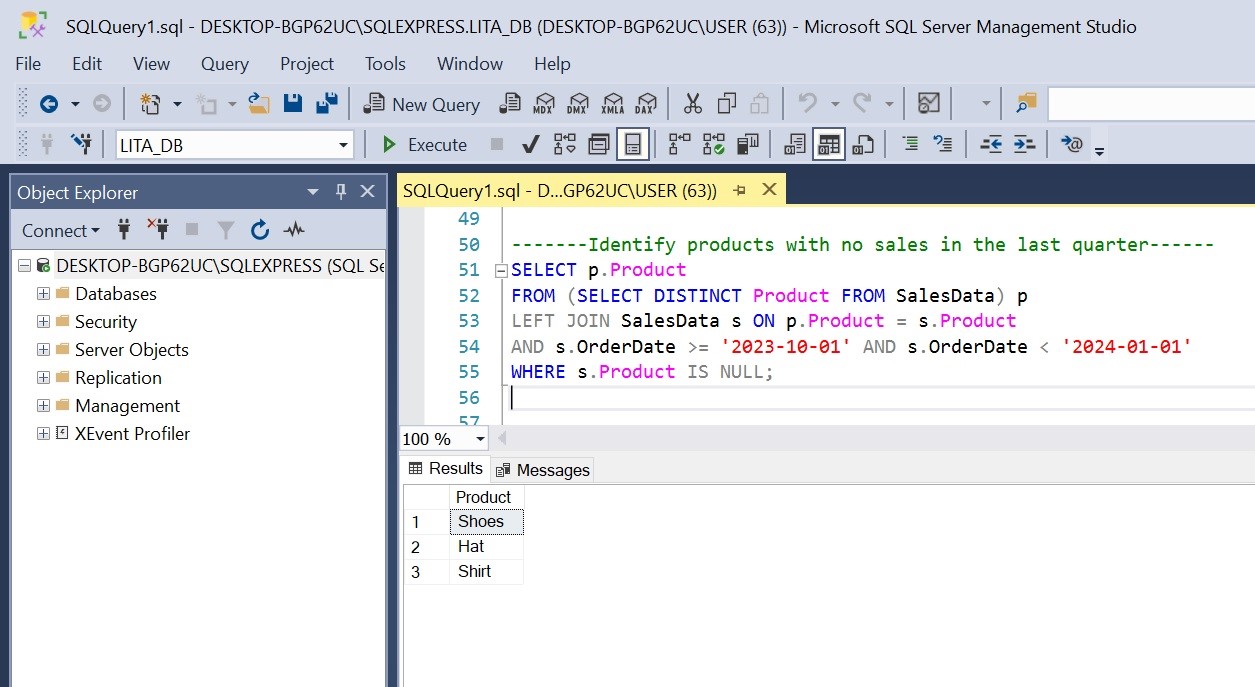 SQLQuery1.sql - DESKTOP-BGP62UC\SQLEXPRESS.LITA_DB (DESKTOP-BGP62UC\USER (63)) - Microsoft SQL Server Management Studio
File Edit View Query Project Tools Window Help
New Query MDX DMX XMLA DAX
LITA_DB Execute
Object Explorer
Connect
DESKTOP-BGP62UC\SQLEXPRESS (SQL Se
Databases
Security
Server Objects
Replication
Management
XEvent Profiler
SQLQuery1.sql - D...GP62UC\USER (63))
49
50 -------Identify products with no sales in the last quarter------
51 SELECT p.Product
52 FROM (SELECT DISTINCT Product FROM SalesData) p
53 LEFT JOIN SalesData s ON p.Product = s.Product
54 AND s.OrderDate >= '2023-10-01' AND s.OrderDate < '2024-01-01'
55 WHERE s.Product IS NULL;
56
57
100 %
Results Messages
Product
1 Shoes
2 Hat
3 Shirt